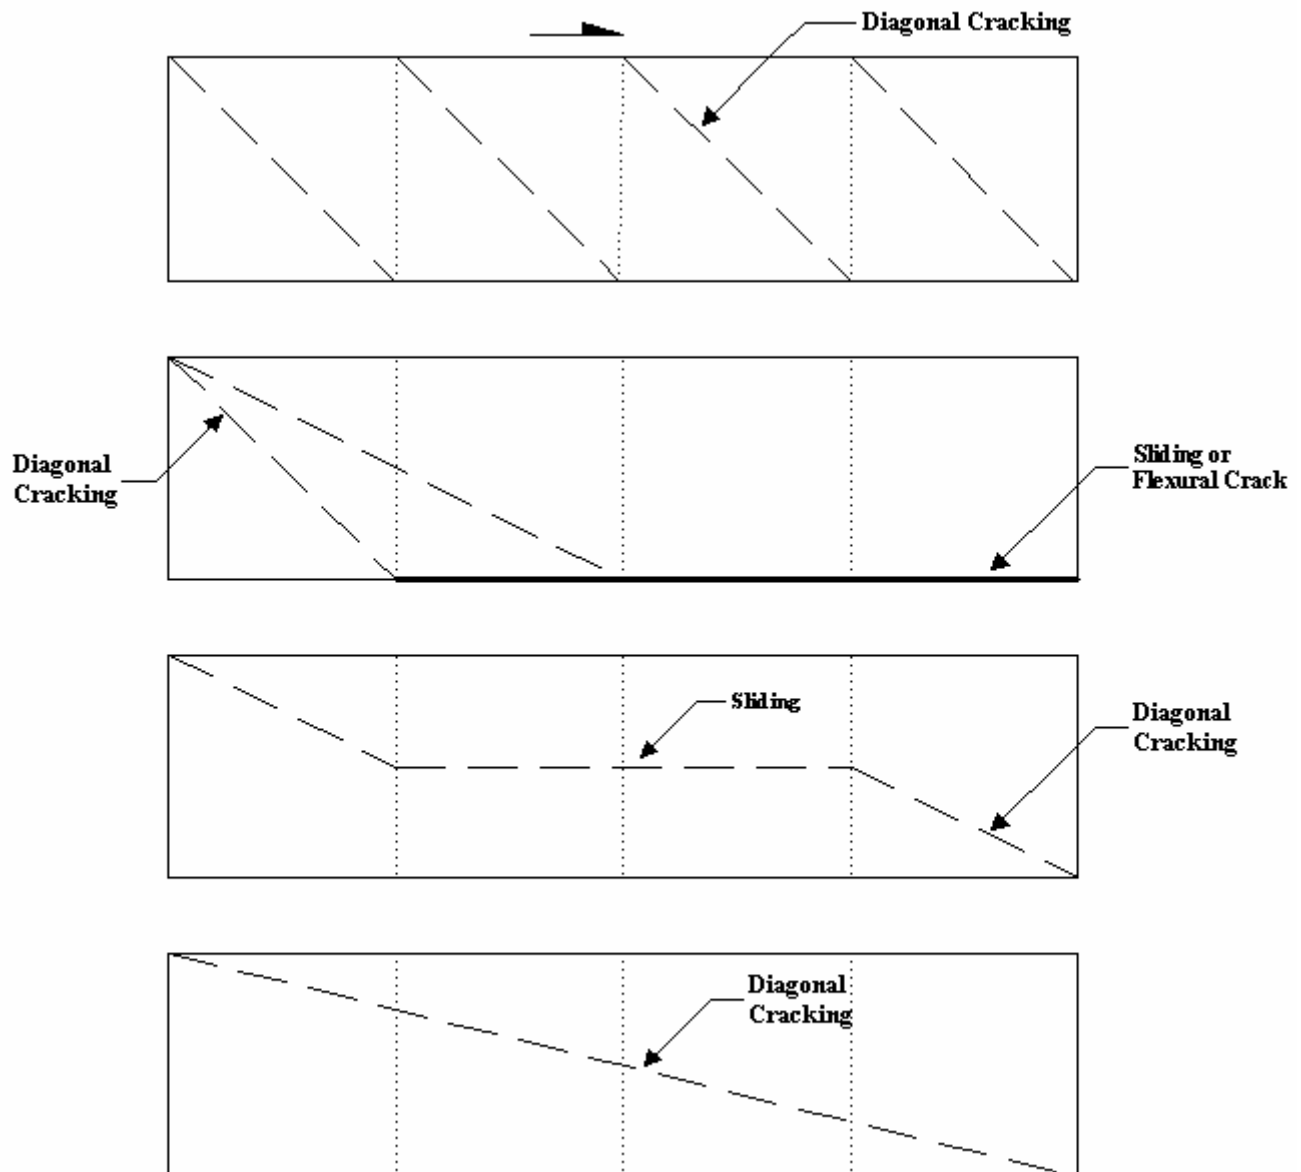 Diagonal Cracking
Diagonal
Cracking
Sliding or
Flexural Crack
Sliding
Diagonal
Cracking
Diagonal
Cracking